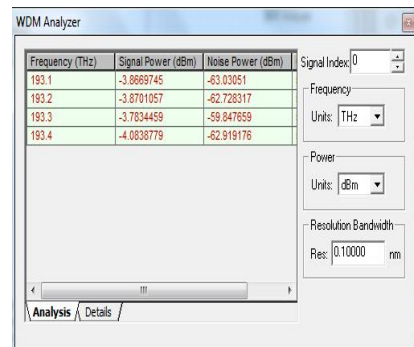 WDM Analyzer
Frequency (THz) Signal Power (dBm) Noise Power (dBm)
193.1 -3.8669745 -63.03051
193.2 -3.8701057 -62.728317
193.3 -3.7834459 -59.847659
193.4 -4.0838779 -62.919176
Signal Index: 0
Frequency
Units: THz
Power
Units: dBm
Resolution Bandwidth
Res: 0.10000 nm
Analysis Details